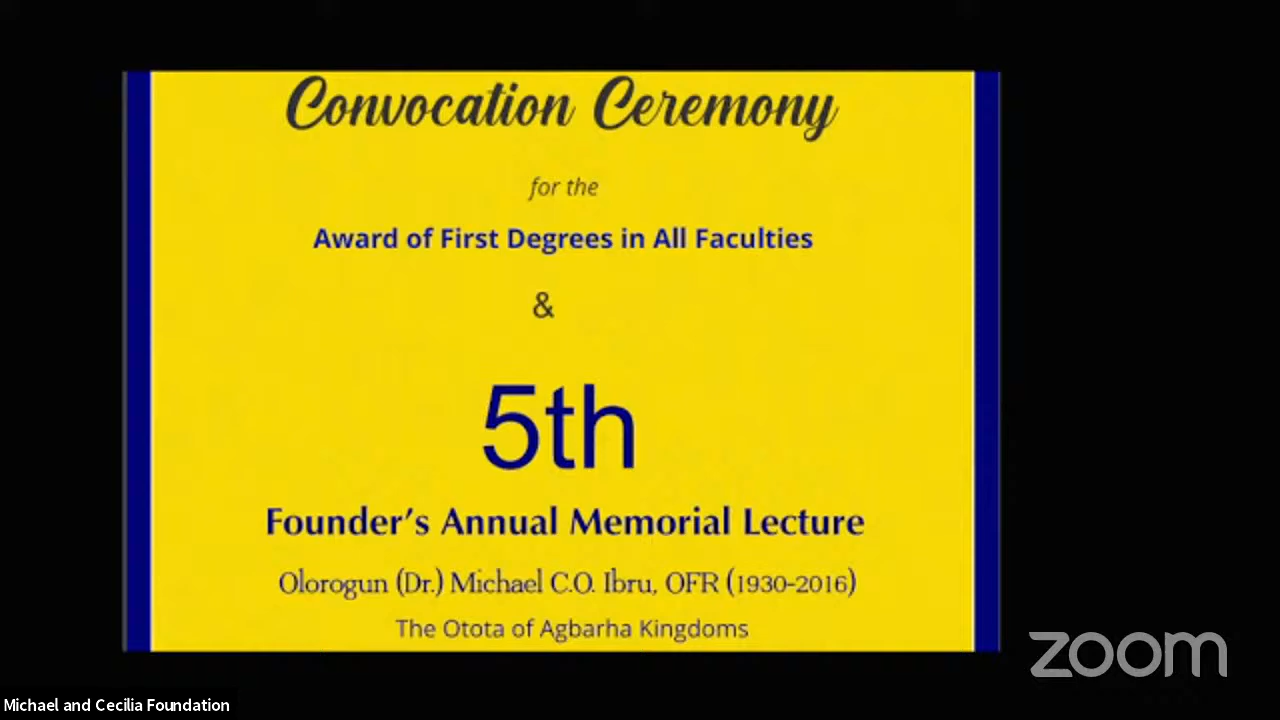 Convocation Ceremony
for the
Award of First Degrees in All Faculties
&
5th
Founder's Annual Memorial Lecture
Olorogun (Dr.) Michael C.O. Ibru, OFR (1930-2016)
The Otota of Agbarha Kingdoms
zoom
Michael and Cecilia Foundation